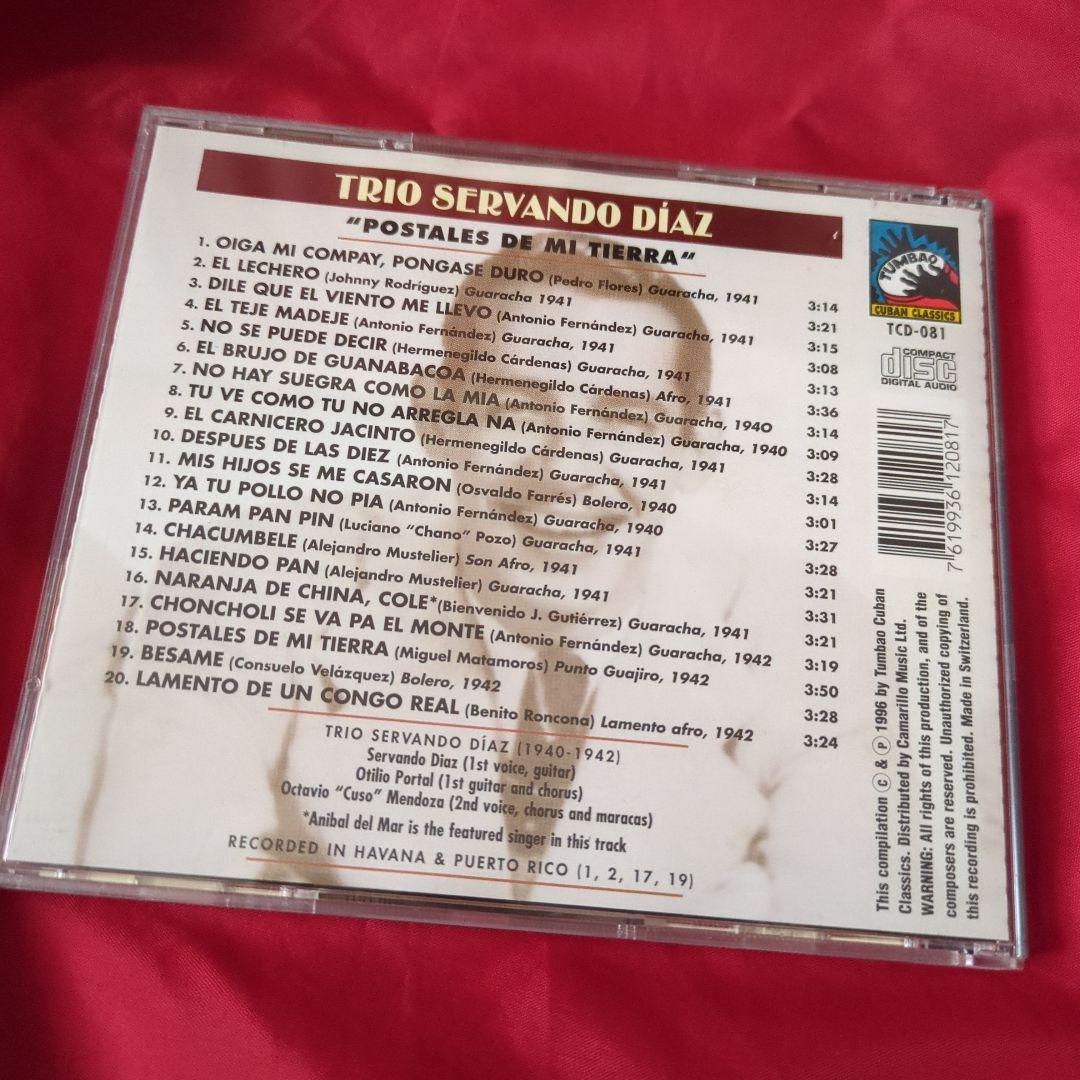 TRIO SERVANDO DÍAZ
"POSTALES DE MI TIERRA"
1. OIGA MI COMPAY, PONGASE DURO (Pedro Flores) Guaracha, 1941 3:14
2. EL LECHERO (Johnny Rodríguez) Guaracha 1941 3:21
3. DILE QUE EL VIENTO ME LLEVO (Antonio Fernández) Guaracha, 1941 3:15
4. EL TEJE MADEJE (Antonio Fernández) Guaracha, 1941 3:08
5. NO SE PUEDE DECIR (Hermenegildo Cárdenas) Guaracha, 1941 3:13
6. EL BRUJO DE GUANABACOA (Hermenegildo Cárdenas) Afro, 1941 3:36
7. NO HAY SUEGRA COMO LA MIA (Antonio Fernández) Guaracha, 1940 3:14
8. TU VE COMO TU NO ARREGLA NA (Antonio Fernández) Guaracha, 1940 3:09
9. EL CARNICERO JACINTO (Hermenegildo Cárdenas) Guaracha, 1941 3:28
10. DESPUES DE LAS DIEZ (Antonio Fernández) Guaracha, 1941 3:14
11. MIS HIJOS SE ME CASARON (Osvaldo Farrés) Bolero, 1940 3:01
12. YA TU POLLO NO PIA (Antonio Fernández) Guaracha, 1940 3:27
13. PARAM PAN PIN (Luciano "Chano" Pozo) Guaracha, 1941 3:28
14. CHACUMBELE (Alejandro Mustelier) Son Afro, 1941 3:21
15. HACIENDO PAN (Alejandro Mustelier) Guaracha, 1941 3:31
16. NARANJA DE CHINA, COLE*(Bienvenido J. Gutiérrez) Guaracha, 1941 3:21
17. CHONCHOLI SE VA PA EL MONTE (Antonio Fernández) Guaracha, 1942 3:19
18. POSTALES DE MI TIERRA (Miguel Matamoros) Punto Guajiro, 1942 3:50
19. BESAME (Consuelo Velázquez) Bolero, 1942 3:28
20. LAMENTO DE UN CONGO REAL (Benito Roncona) Lamento afro, 1942 3:24
TRIO SERVANDO DÍAZ (1940-1942)
Servando Diaz (1st voice, guitar)
Otilio Portal (1st guitar and chorus)
Octavio "Cuso" Mendoza (2nd voice, chorus and maracas)
*Anibal del Mar is the featured singer in this track
RECORDED IN HAVANA & PUERTO RICO (1, 2, 17, 19)
TUMBAO
CUBAN CLASSICS
TCD-081
COMPACT
disc
DIGITAL AUDIO
7 619936 120817
This compilation © & ℗ 1996 by Tumbao Cuban
Classics. Distributed by Camarillo Music Ltd.
WARNING: All rights of this production, and of the
composers are reserved. Unauthorized copying of
this recording is prohibited. Made in Switzerland.